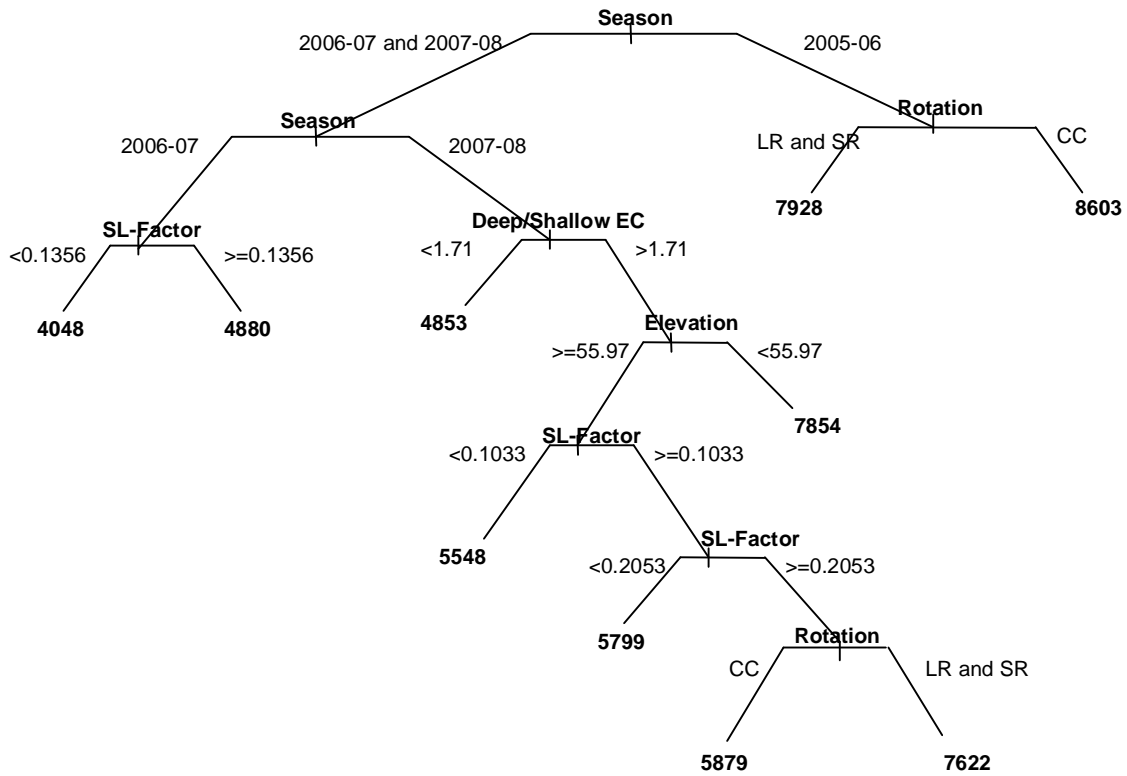 Season
2006-07 and 2007-08
2005-06
Rotation
Season
LR and SR
CC
2006-07
2007-08
7928
8603
SL-Factor
Deep/Shallow EC
<0.1356
>=0.1356
<1.71
>1.71
4048
4880
4853
Elevation
>=55.97
<55.97
7854
SL-Factor
<0.1033
>=0.1033
5548
SL-Factor
<0.2053
>=0.2053
5799
Rotation
CC
LR and SR
5879
7622